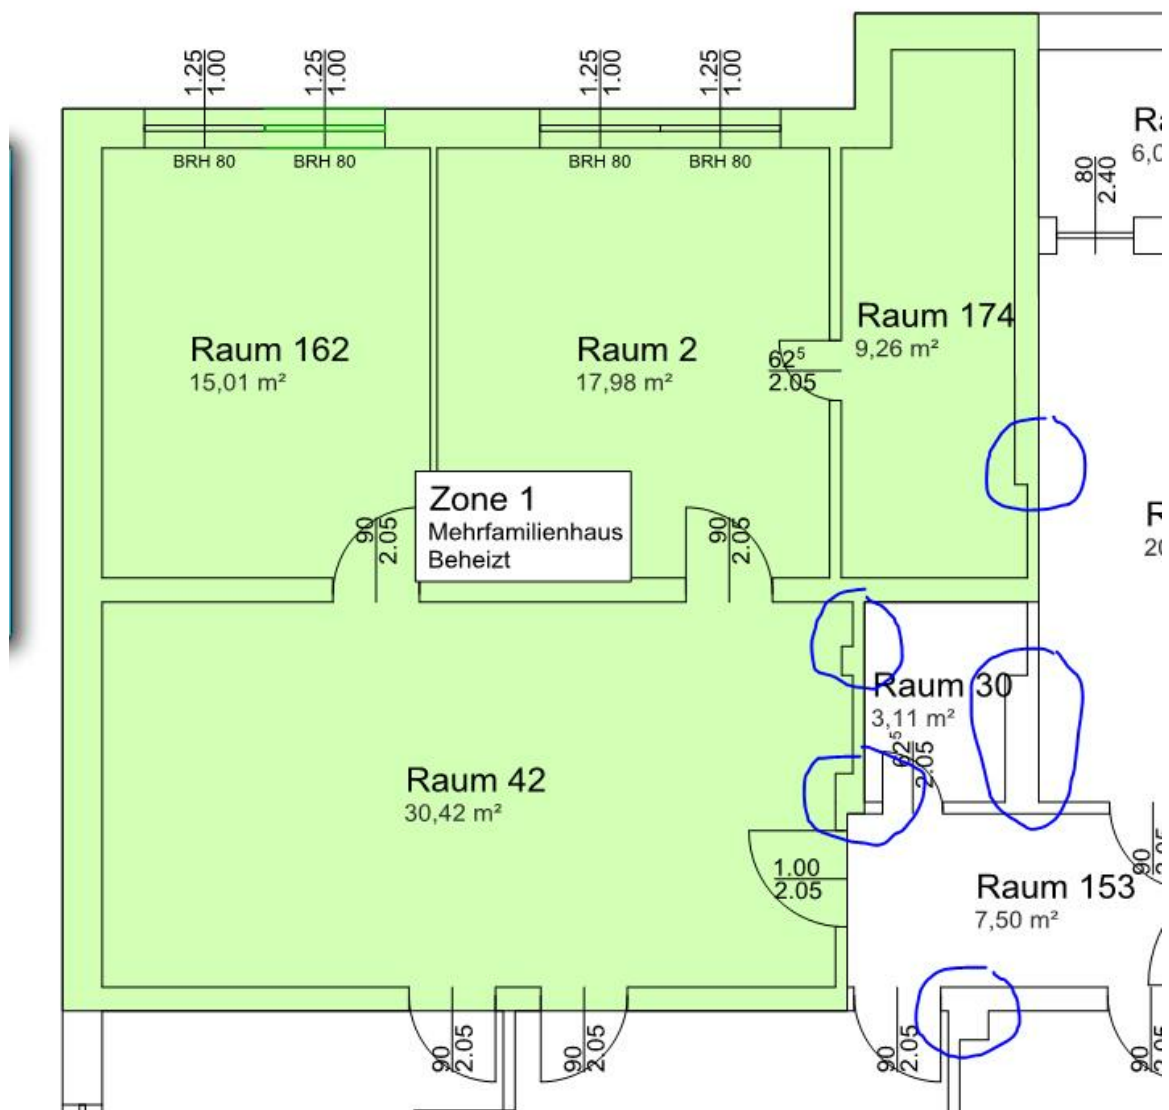 1.25
1.00
1.25
1.00
1.25
1.00
1.25
1.00
BRH 80
BRH 80
BRH 80
BRH 80
80
2.40
Raum 174
9,26 m²
Raum 162
15,01 m²
Raum 2
17,98 m²
62⁵
2.05
Zone 1
Mehrfamilienhaus
Beheizt
90
2.05
90
2.05
Raum 30
3,11 m²
62⁵
2.05
Raum 42
30,42 m²
1.00
2.05
Raum 153
7,50 m²
90
2.05
90
2.05
90
2.05
90
2.05
90